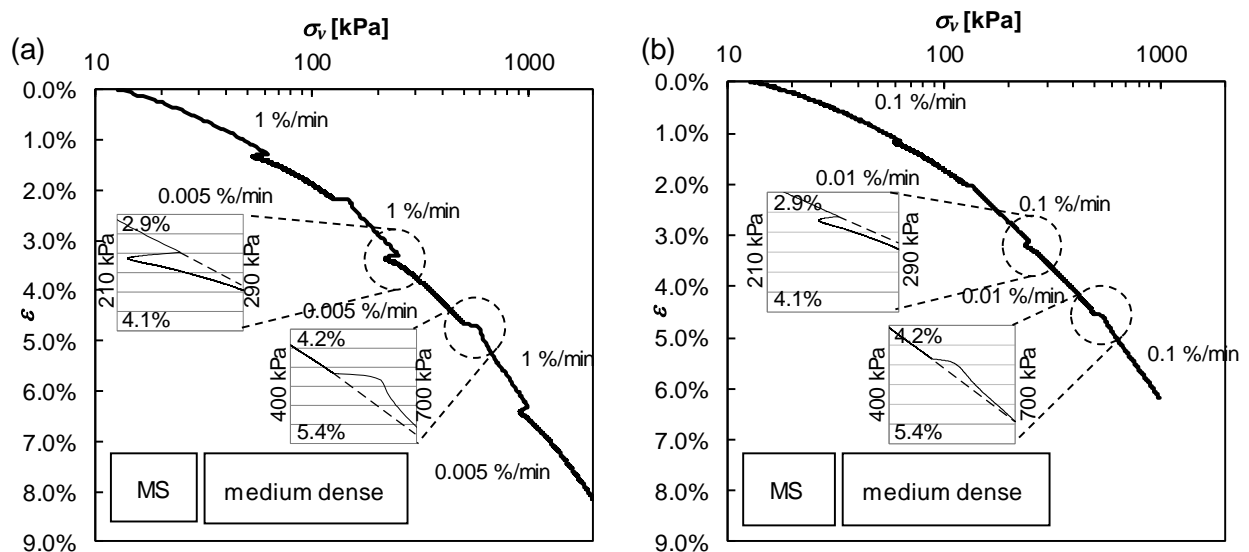 (a)
σv [kPa]
10 100 1000
0.0%
1.0%
2.0%
3.0%
4.0%
5.0%
6.0%
7.0%
8.0%
9.0%
ε
1 %/min
0.005 %/min
1 %/min
0.005 %/min
1 %/min
0.005 %/min
2.9%
210 kPa
290 kPa
4.1%
4.2%
400 kPa
700 kPa
5.4%
MS
medium dense
(b)
σv [kPa]
10 100 1000
0.0%
1.0%
2.0%
3.0%
4.0%
5.0%
6.0%
7.0%
8.0%
9.0%
ε
0.1 %/min
0.01 %/min
0.1 %/min
0.01 %/min
0.1 %/min
2.9%
210 kPa
290 kPa
4.1%
4.2%
400 kPa
700 kPa
5.4%
MS
medium dense